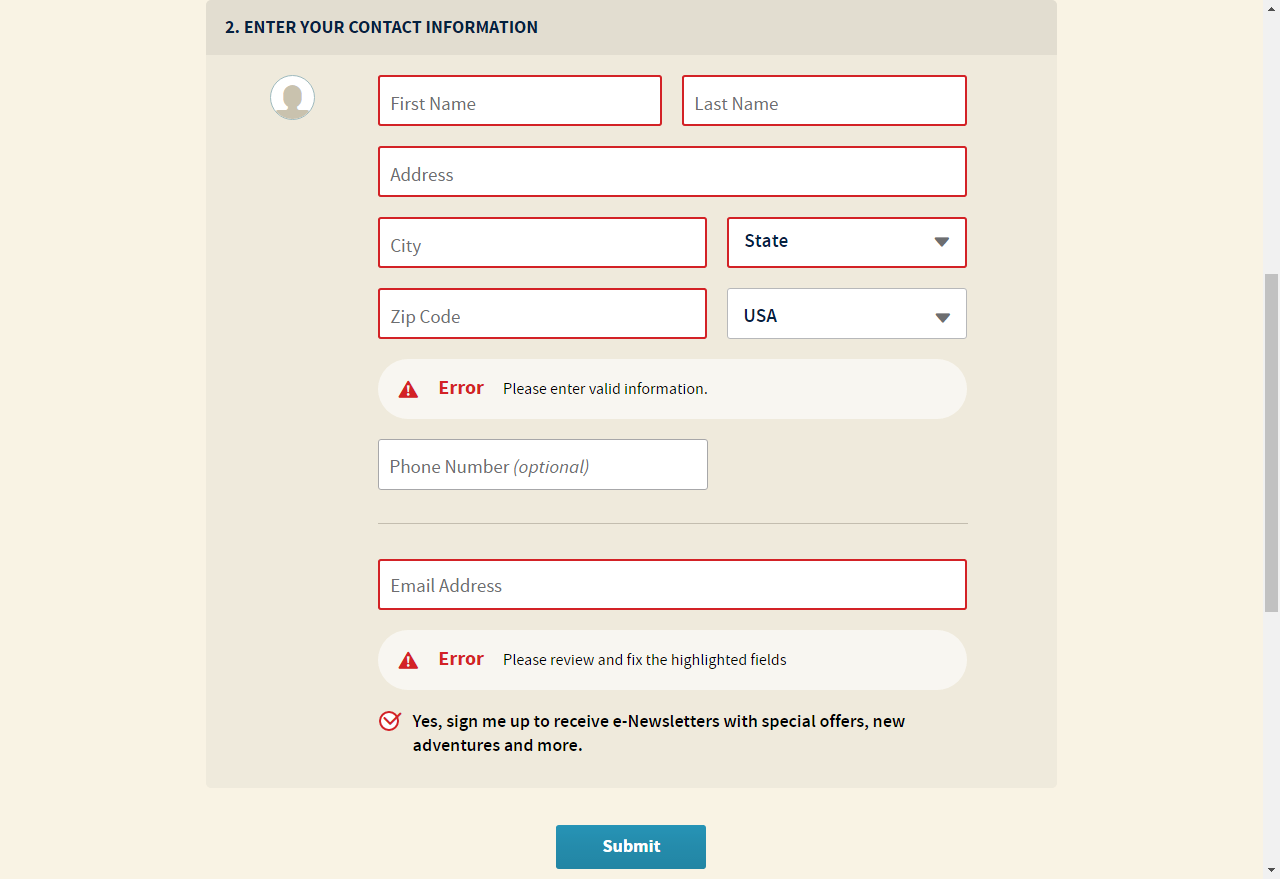 2. ENTER YOUR CONTACT INFORMATION
First Name
Last Name
Address
City
State
Zip Code
USA
Error Please enter valid information.
Phone Number (optional)
Email Address
Error Please review and fix the highlighted fields
Yes, sign me up to receive e-Newsletters with special offers, new
adventures and more.
Submit